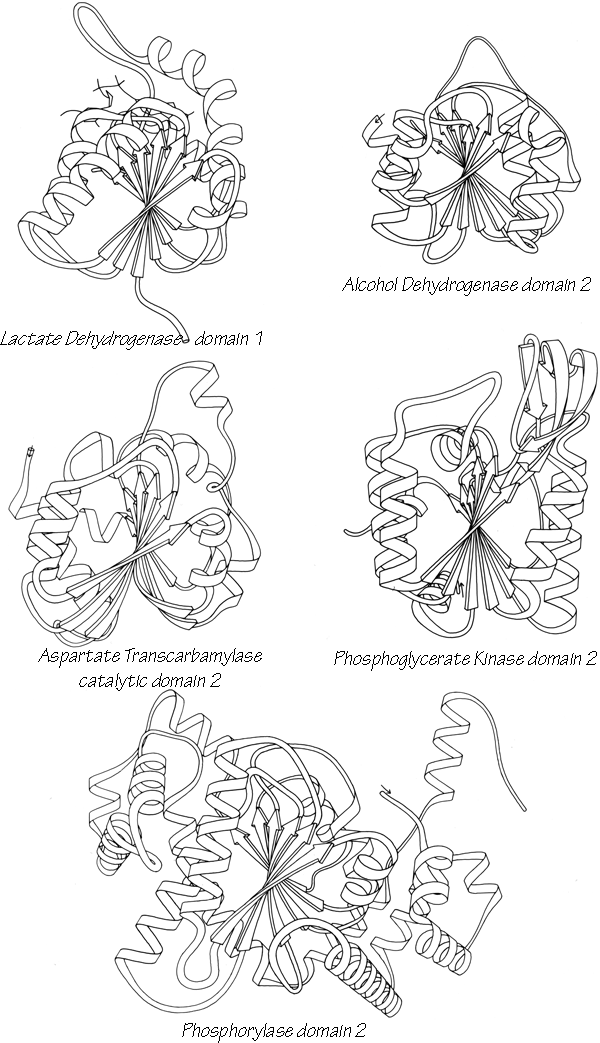 Lactate Dehydrogenase domain 1
Alcohol Dehydrogenase domain 2
Aspartate Transcarbamylase
catalytic domain 2
Phosphoglycerate Kinase domain 2
Phosphorylase domain 2